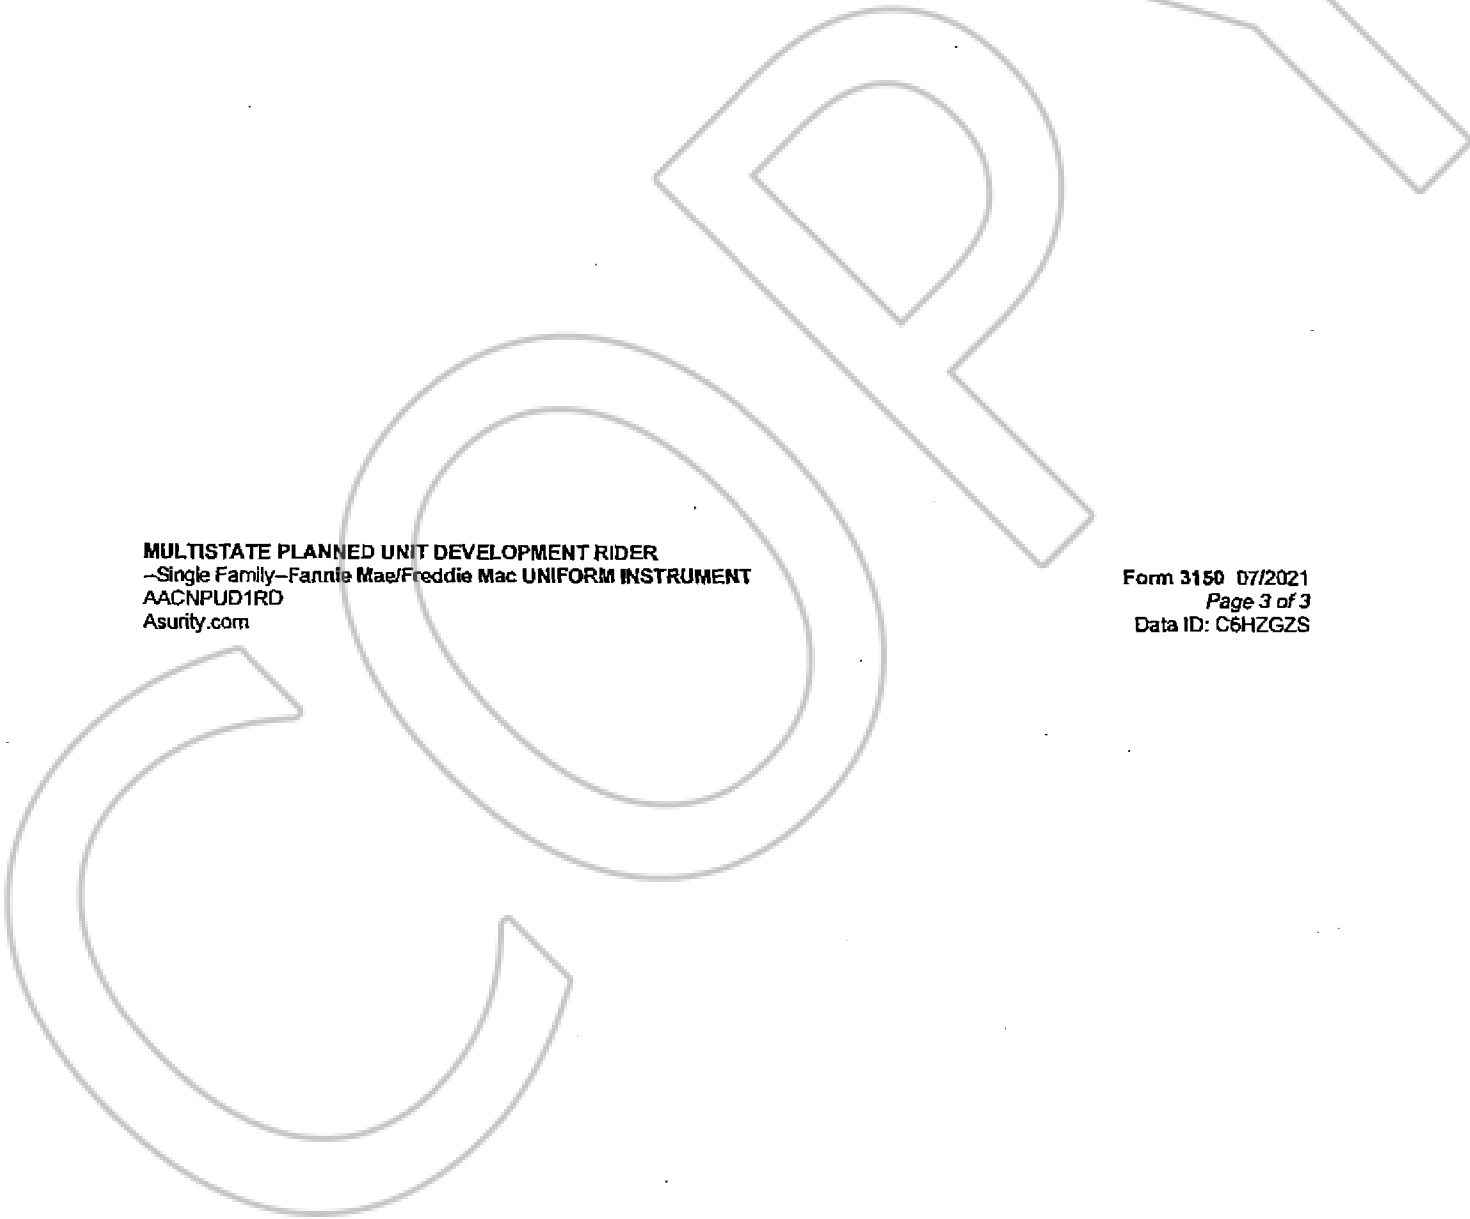 MULTISTATE PLANNED UNIT DEVELOPMENT RIDER
--Single Family--Fannie Mae/Freddie Mac UNIFORM INSTRUMENT
AACNPUD1RD
Asurity.com
Form 3150 07/2021
Page 3 of 3
Data ID: C6HZGZS
COPY